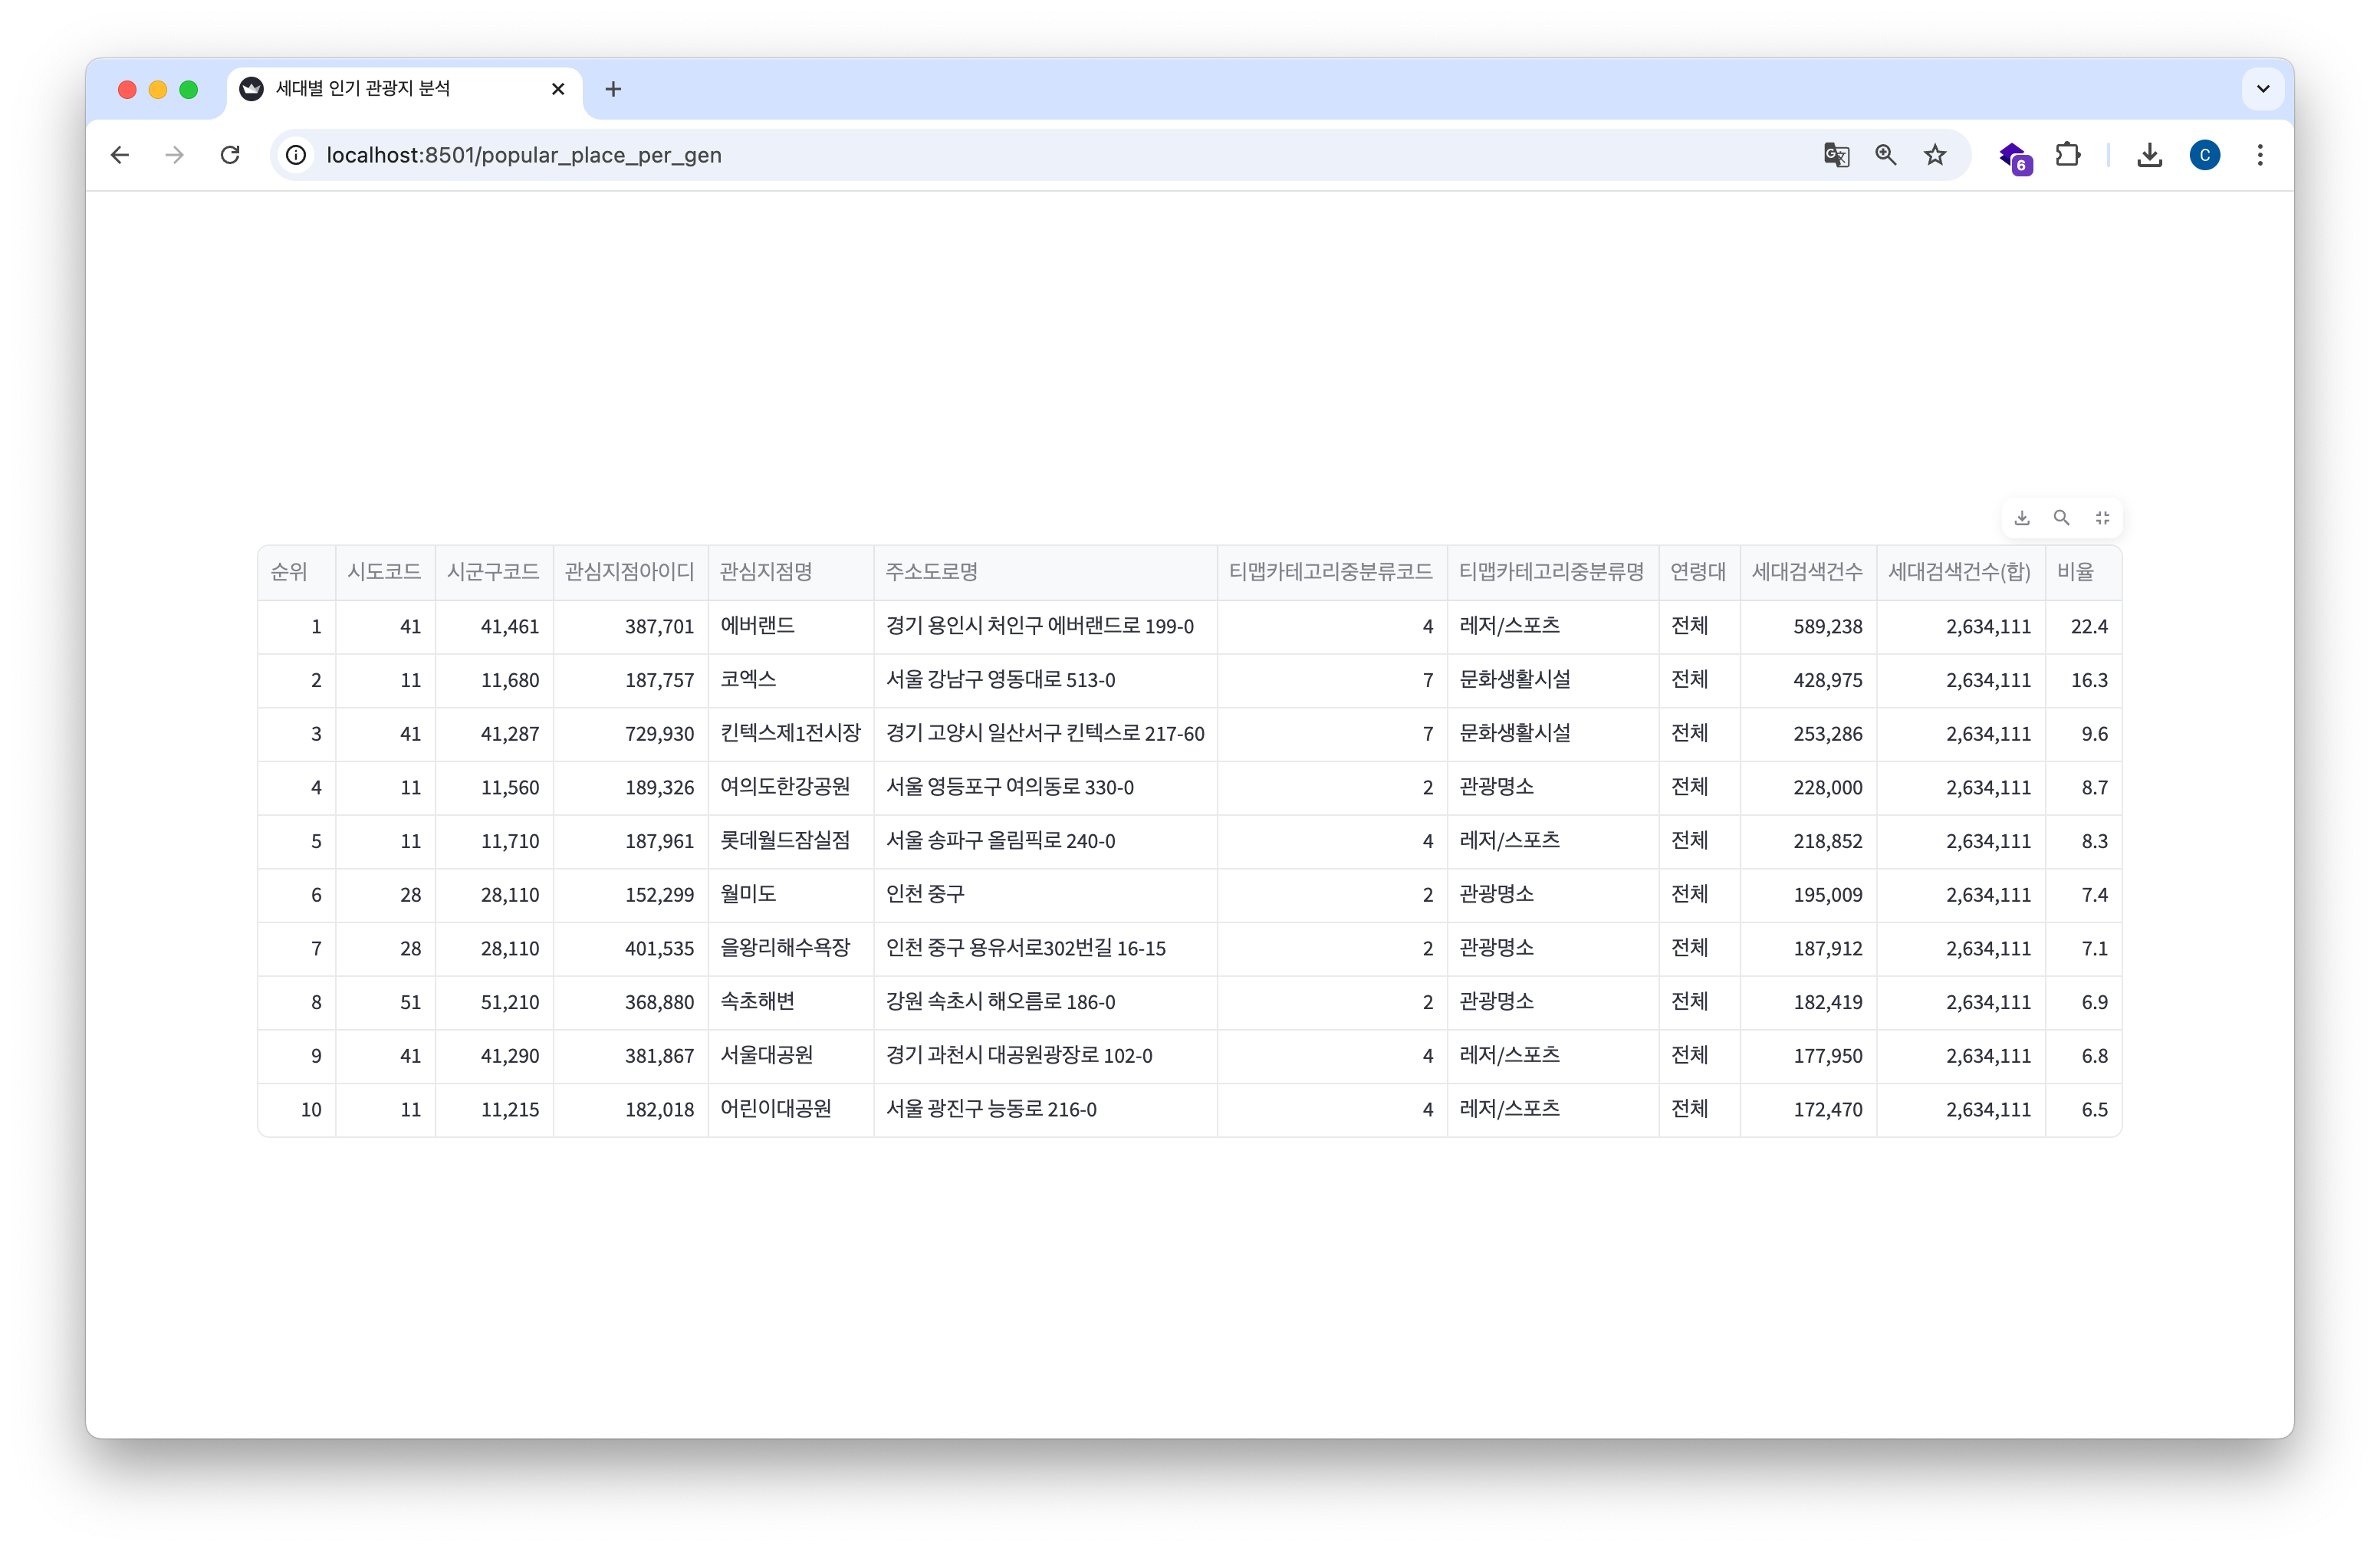 세대별 인기 관광지 분석
localhost:8501/popular_place_per_gen
6
C
순위 시도코드 시군구코드 관심지점아이디 관심지점명 주소도로명 티맵카테고리중분류코드 티맵카테고리중분류명 연령대 세대검색건수 세대검색건수(합) 비율
1 41 41,461 387,701 에버랜드 경기 용인시 처인구 에버랜드로 199-0 4 레저/스포츠 전체 589,238 2,634,111 22.4
2 11 11,680 187,757 코엑스 서울 강남구 영동대로 513-0 7 문화생활시설 전체 428,975 2,634,111 16.3
3 41 41,287 729,930 킨텍스제1전시장 경기 고양시 일산서구 킨텍스로 217-60 7 문화생활시설 전체 253,286 2,634,111 9.6
4 11 11,560 189,326 여의도한강공원 서울 영등포구 여의동로 330-0 2 관광명소 전체 228,000 2,634,111 8.7
5 11 11,710 187,961 롯데월드잠실점 서울 송파구 올림픽로 240-0 4 레저/스포츠 전체 218,852 2,634,111 8.3
6 28 28,110 152,299 월미도 인천 중구 2 관광명소 전체 195,009 2,634,111 7.4
7 28 28,110 401,535 을왕리해수욕장 인천 중구 용유서로302번길 16-15 2 관광명소 전체 187,912 2,634,111 7.1
8 51 51,210 368,880 속초해변 강원 속초시 해오름로 186-0 2 관광명소 전체 182,419 2,634,111 6.9
9 41 41,290 381,867 서울대공원 경기 과천시 대공원광장로 102-0 4 레저/스포츠 전체 177,950 2,634,111 6.8
10 11 11,215 182,018 어린이대공원 서울 광진구 능동로 216-0 4 레저/스포츠 전체 172,470 2,634,111 6.5